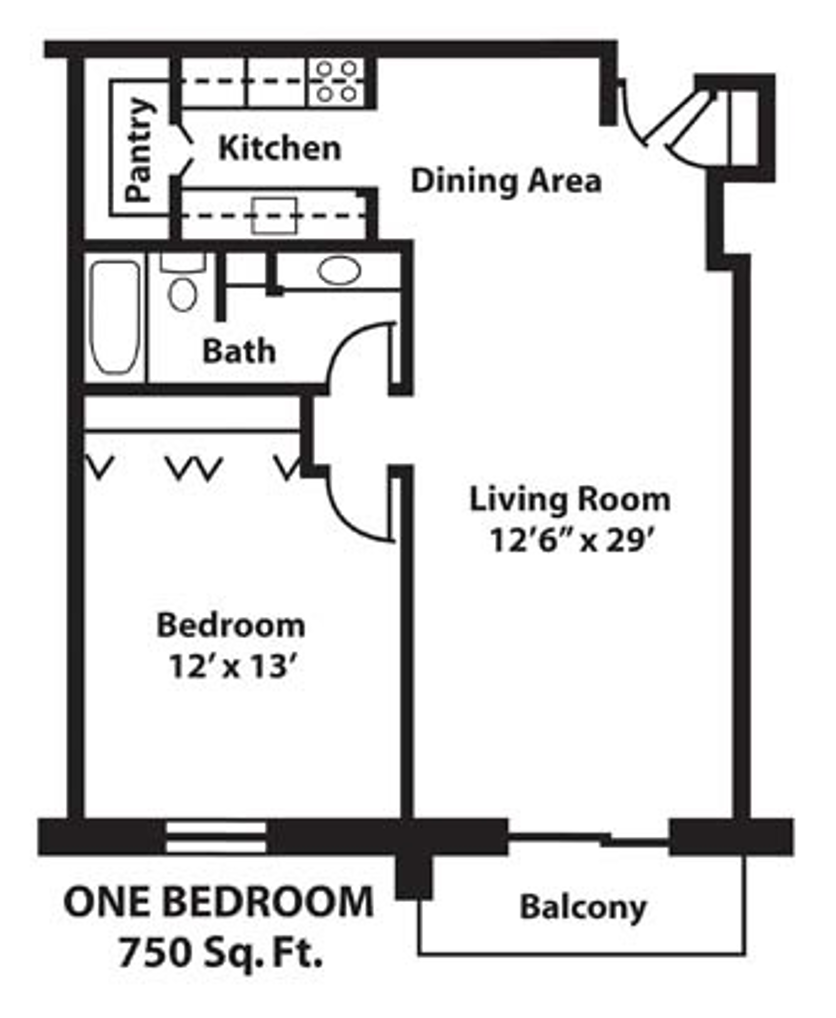 Pantry
Kitchen
Dining Area
Bath
Living Room
12’6” x 29’
Bedroom
12’ x 13’
ONE BEDROOM
750 Sq. Ft.
Balcony